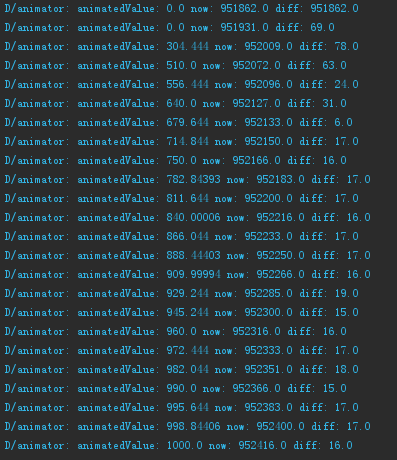 D/animator: animatedValue: 0.0 now: 951862.0 diff: 951862.0
D/animator: animatedValue: 0.0 now: 951931.0 diff: 69.0
D/animator: animatedValue: 304.444 now: 952009.0 diff: 78.0
D/animator: animatedValue: 510.0 now: 952072.0 diff: 63.0
D/animator: animatedValue: 556.444 now: 952096.0 diff: 24.0
D/animator: animatedValue: 640.0 now: 952127.0 diff: 31.0
D/animator: animatedValue: 679.644 now: 952133.0 diff: 6.0
D/animator: animatedValue: 714.844 now: 952150.0 diff: 17.0
D/animator: animatedValue: 750.0 now: 952166.0 diff: 16.0
D/animator: animatedValue: 782.84393 now: 952183.0 diff: 17.0
D/animator: animatedValue: 811.644 now: 952200.0 diff: 17.0
D/animator: animatedValue: 840.00006 now: 952216.0 diff: 16.0
D/animator: animatedValue: 866.044 now: 952233.0 diff: 17.0
D/animator: animatedValue: 888.44403 now: 952250.0 diff: 17.0
D/animator: animatedValue: 909.99994 now: 952266.0 diff: 16.0
D/animator: animatedValue: 929.244 now: 952285.0 diff: 19.0
D/animator: animatedValue: 945.244 now: 952300.0 diff: 15.0
D/animator: animatedValue: 960.0 now: 952316.0 diff: 16.0
D/animator: animatedValue: 972.444 now: 952333.0 diff: 17.0
D/animator: animatedValue: 982.044 now: 952351.0 diff: 18.0
D/animator: animatedValue: 990.0 now: 952366.0 diff: 15.0
D/animator: animatedValue: 995.644 now: 952383.0 diff: 17.0
D/animator: animatedValue: 998.84406 now: 952400.0 diff: 17.0
D/animator: animatedValue: 1000.0 now: 952416.0 diff: 16.0